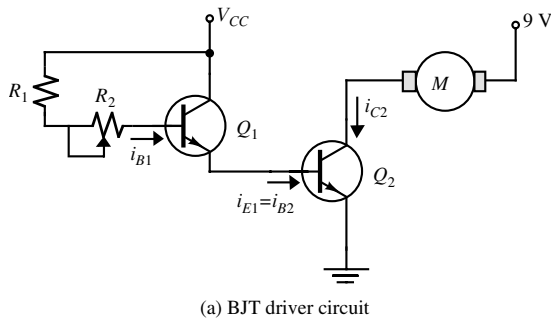 V_CC
9 V
R_1
R_2
M
Q_1
i_C2
i_B1
Q_2
i_E1=i_B2
(a) BJT driver circuit